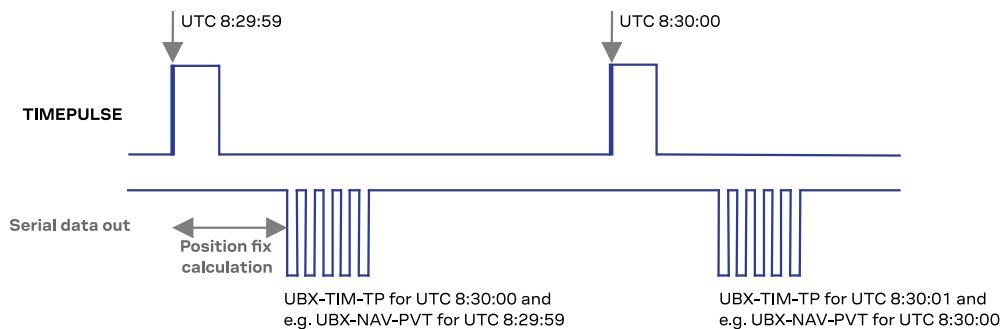 UTC 8:29:59
UTC 8:30:00
TIMEPULSE
Serial data out
Position fix
calculation
UBX-TIM-TP for UTC 8:30:00 and
e.g. UBX-NAV-PVT for UTC 8:29:59
UBX-TIM-TP for UTC 8:30:01 and
e.g. UBX-NAV-PVT for UTC 8:30:00